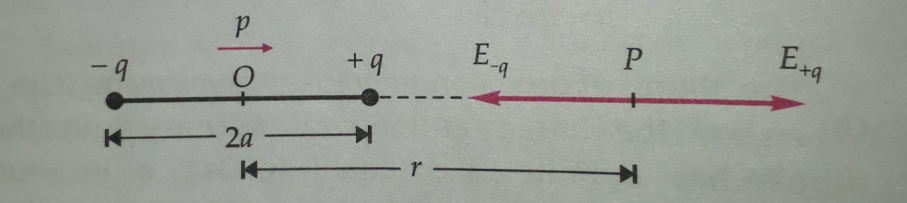 p
– q O + q E₋q P E₊q
2a
r